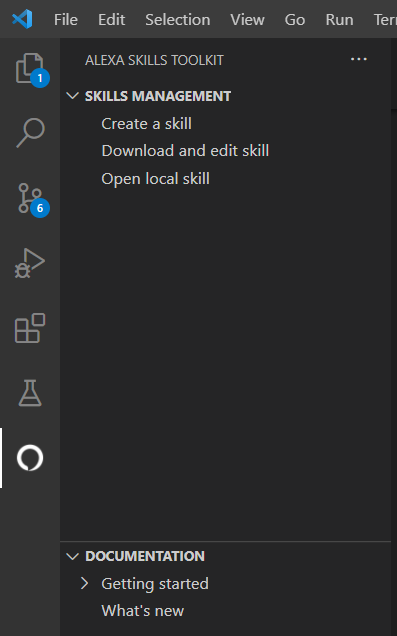 File Edit Selection View Go Run
ALEXA SKILLS TOOLKIT
1
SKILLS MANAGEMENT
Create a skill
Download and edit skill
Open local skill
6
DOCUMENTATION
Getting started
What's new